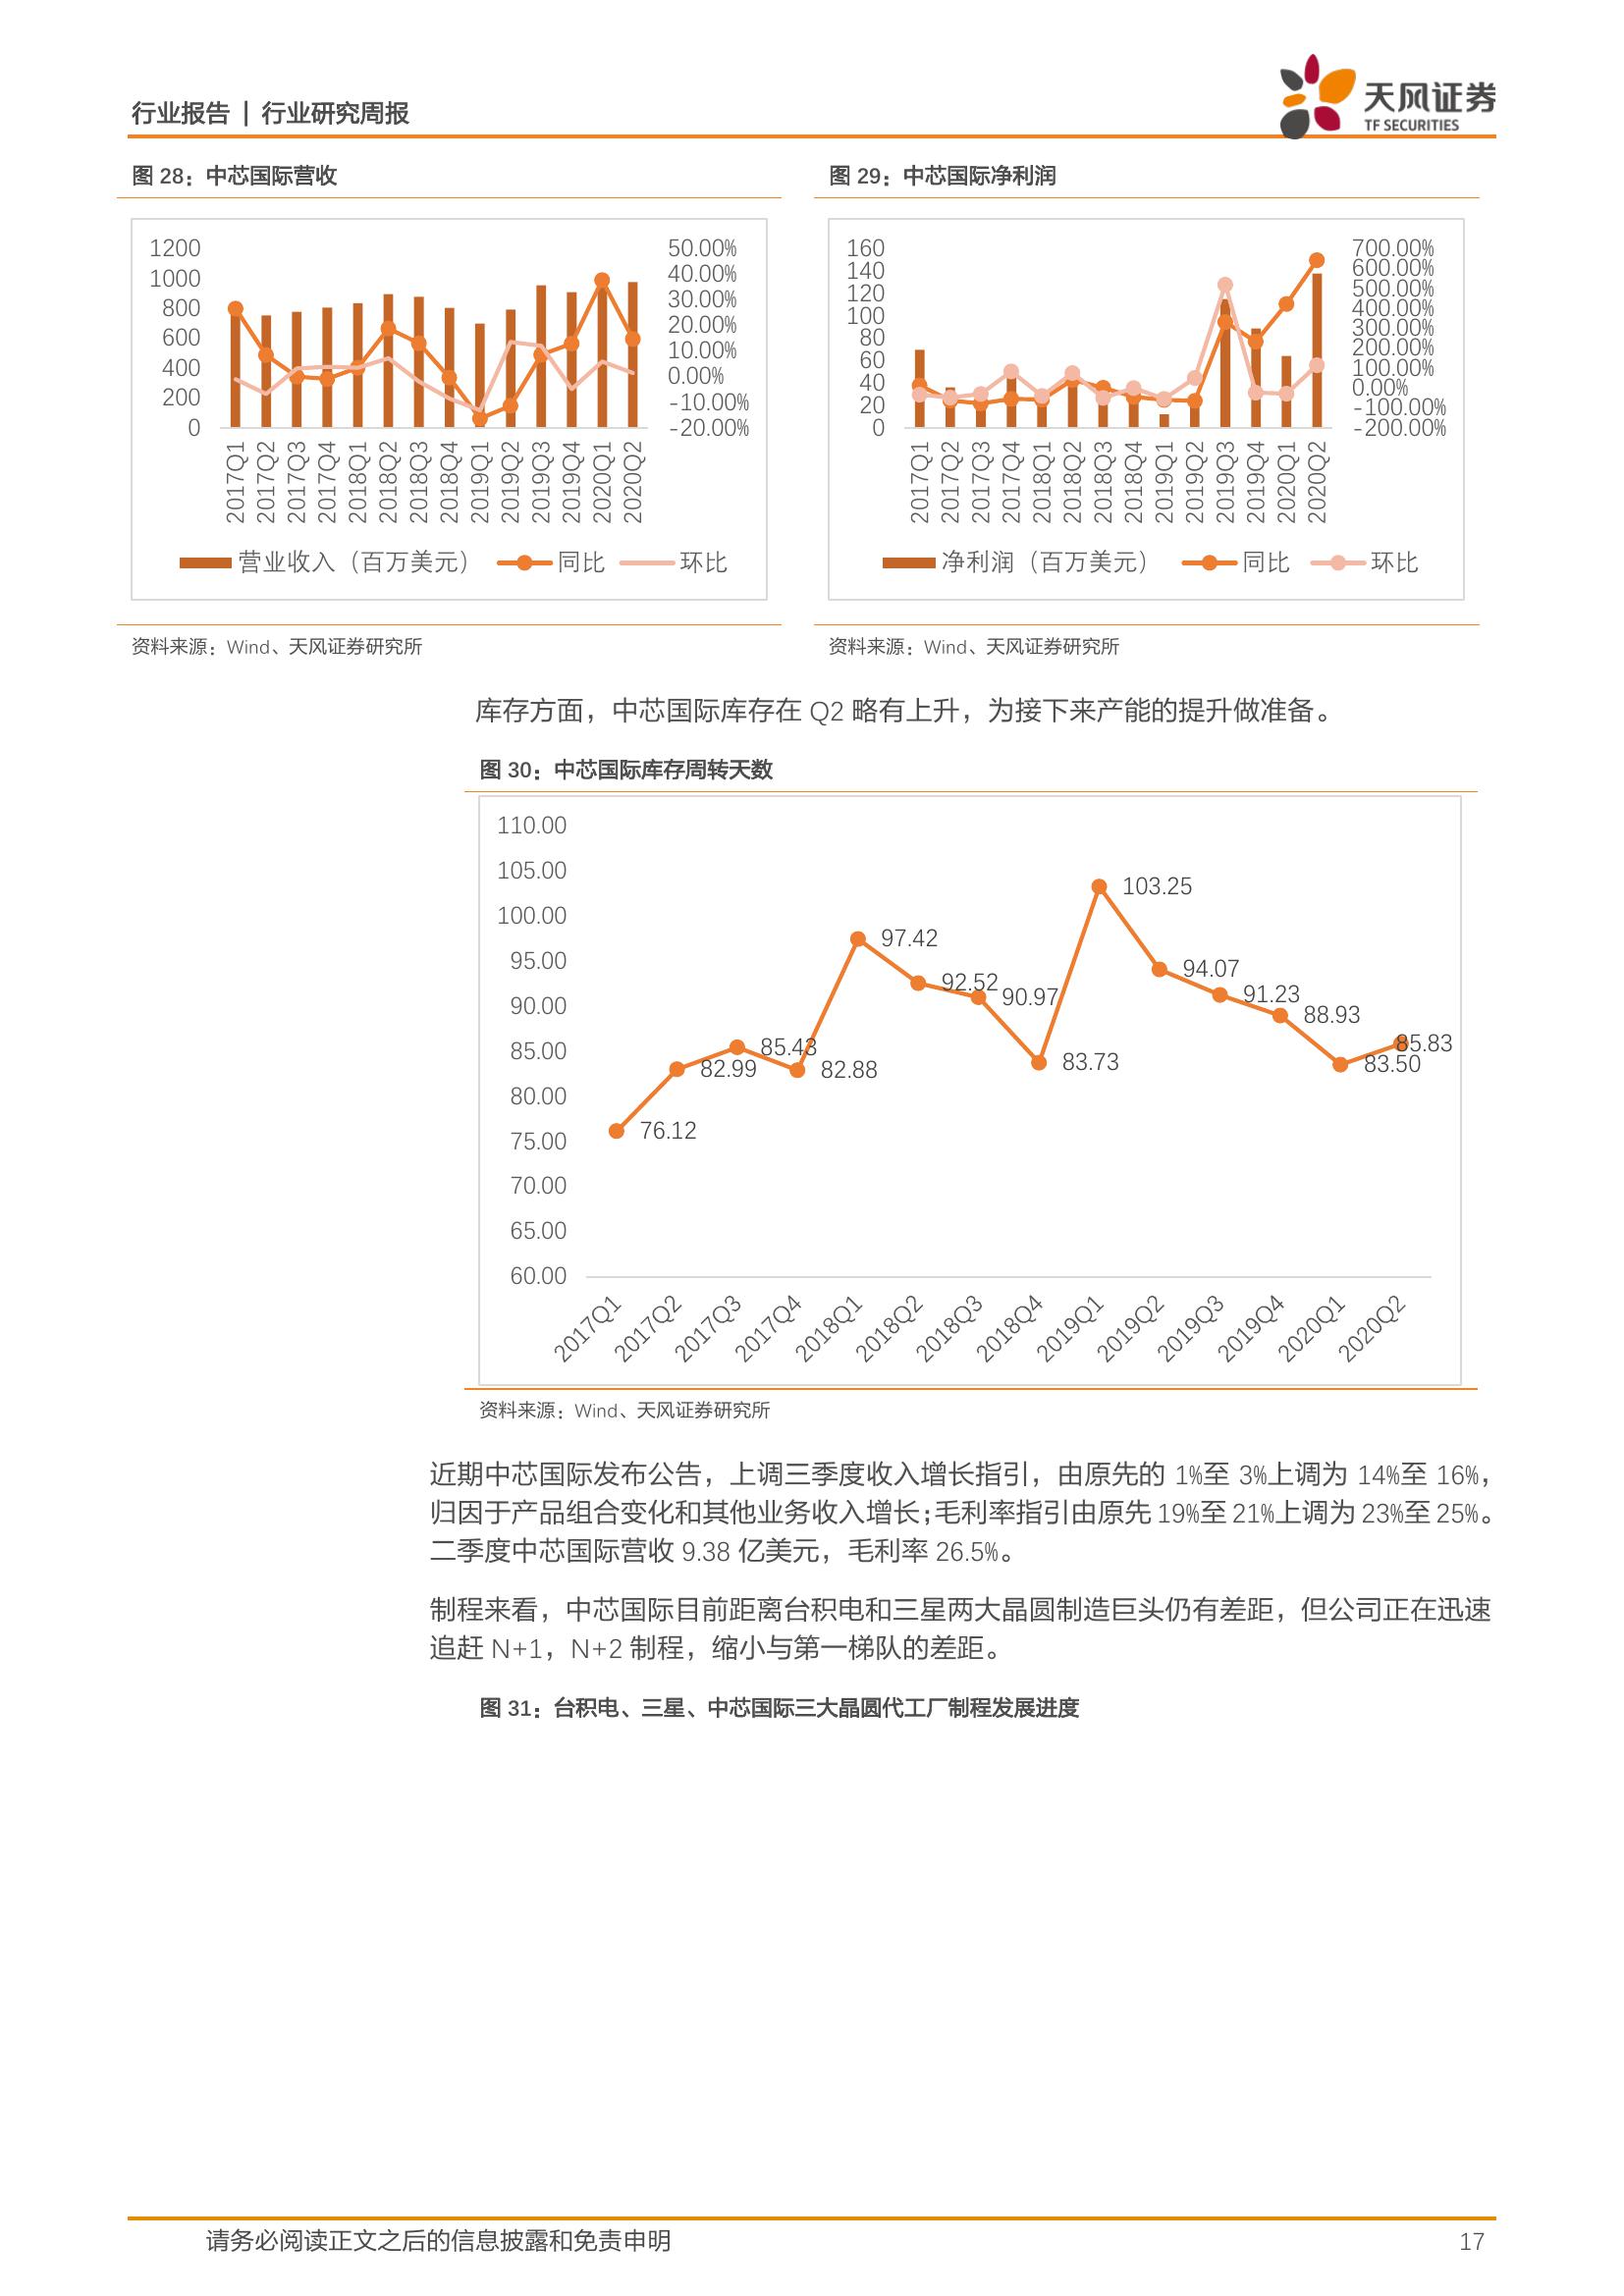 行业报告 | 行业研究周报
天风证券
TF SECURITIES
图 28：中芯国际营收
1200
1000
800
600
400
200
0
50.00%
40.00%
30.00%
20.00%
10.00%
0.00%
-10.00%
-20.00%
2017Q1
2017Q2
2017Q3
2017Q4
2018Q1
2018Q2
2018Q3
2018Q4
2019Q1
2019Q2
2019Q3
2019Q4
2020Q1
2020Q2
营业收入（百万美元） 同比 环比
资料来源：Wind、天风证券研究所
图 29：中芯国际净利润
160
140
120
100
80
60
40
20
0
700.00%
600.00%
500.00%
400.00%
300.00%
200.00%
100.00%
0.00%
-100.00%
-200.00%
2017Q1
2017Q2
2017Q3
2017Q4
2018Q1
2018Q2
2018Q3
2018Q4
2019Q1
2019Q2
2019Q3
2019Q4
2020Q1
2020Q2
净利润（百万美元） 同比 环比
资料来源：Wind、天风证券研究所
库存方面，中芯国际库存在 Q2 略有上升，为接下来产能的提升做准备。
图 30：中芯国际库存周转天数
110.00
105.00
100.00
95.00
90.00
85.00
80.00
75.00
70.00
65.00
60.00
76.12
82.99
85.43
82.88
97.42
92.52
90.97
83.73
103.25
94.07
91.23
88.93
83.50
85.83
2017Q1
2017Q2
2017Q3
2017Q4
2018Q1
2018Q2
2018Q3
2018Q4
2019Q1
2019Q2
2019Q3
2019Q4
2020Q1
2020Q2
资料来源：Wind、天风证券研究所
近期中芯国际发布公告，上调三季度收入增长指引，由原先的 1%至 3%上调为 14%至 16%，
归因于产品组合变化和其他业务收入增长;毛利率指引由原先 19%至 21%上调为 23%至 25%。
二季度中芯国际营收 9.38 亿美元，毛利率 26.5%。
制程来看，中芯国际目前距离台积电和三星两大晶圆制造巨头仍有差距，但公司正在迅速
追赶 N+1，N+2 制程，缩小与第一梯队的差距。
图 31：台积电、三星、中芯国际三大晶圆代工厂制程发展进度
请务必阅读正文之后的信息披露和免责申明
17